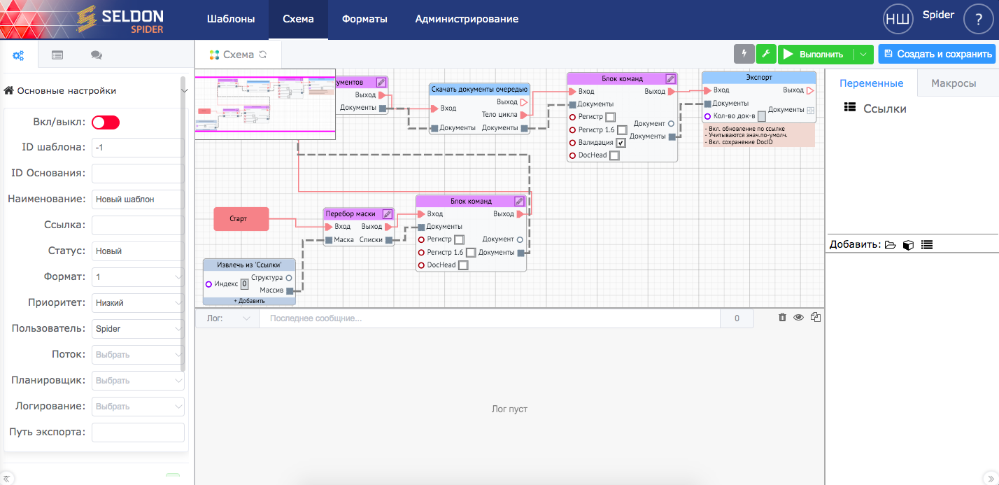 SELDON
SPIDER
Шаблоны
Схема
Форматы
Администрирование
НШ
Spider
?
Схема
Выполнить
Создать и сохранить
Основные настройки
Вкл/выкл:
ID шаблона: -1
ID Основания:
Наименование: Новый шаблон
Ссылка:
Статус: Новый
Формат: 1
Приоритет: Низкий
Пользователь: Spider
Поток: Выбрать
Планировщик: Выбрать
Логирование: Выбрать
Путь экспорта:
кументов
Выход
Документы
Скачать документы очередью
Выход
Вход
Тело цикла
Документы Документы
Блок команд
Вход Выход
Документы
Регистр
Документ
Регистр 1.6
Документы
Валидация
DocHead
Экспорт
Вход Выход
Документы
Документы
Кол-во док-в
- Вкл. обновление по ссылке
- Учитываются знач.по-умолч.
- Вкл. сохранение DocID
Старт
Перебор маски
Вход Выход
Маска Списки
Блок команд
Вход Выход
Документы
Регистр Документ
Регистр 1.6 Документы
DocHead
Извлечь из 'Ссылки'
Структура
Индекс 0
Массив
+ Добавить
Лог:
Последнее сообщние...
0
Лог пуст
Переменные
Макросы
Ссылки
Добавить: